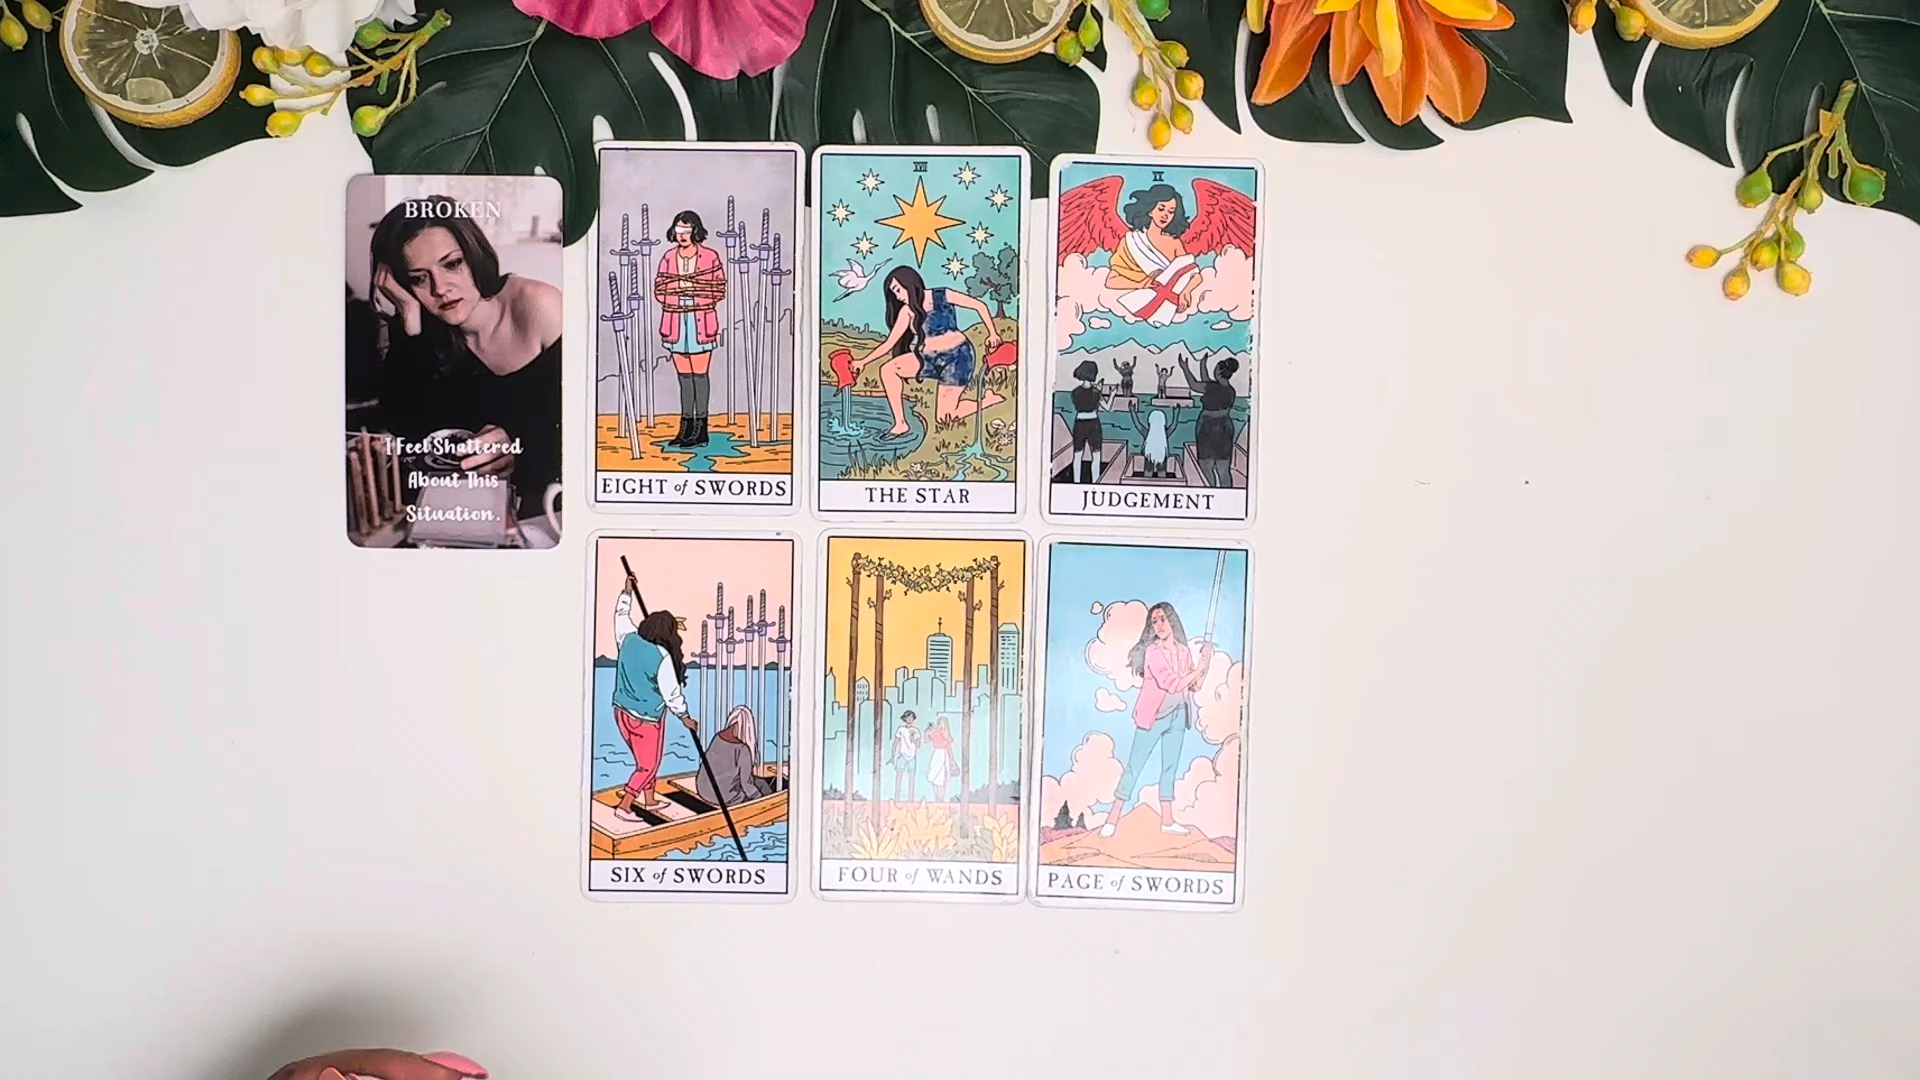 BROKEN
I Feel Shattered
About This
Situation.
EIGHT of SWORDS
XVII
THE STAR
XX
JUDGEMENT
SIX of SWORDS
FOUR of WANDS
PAGE of SWORDS